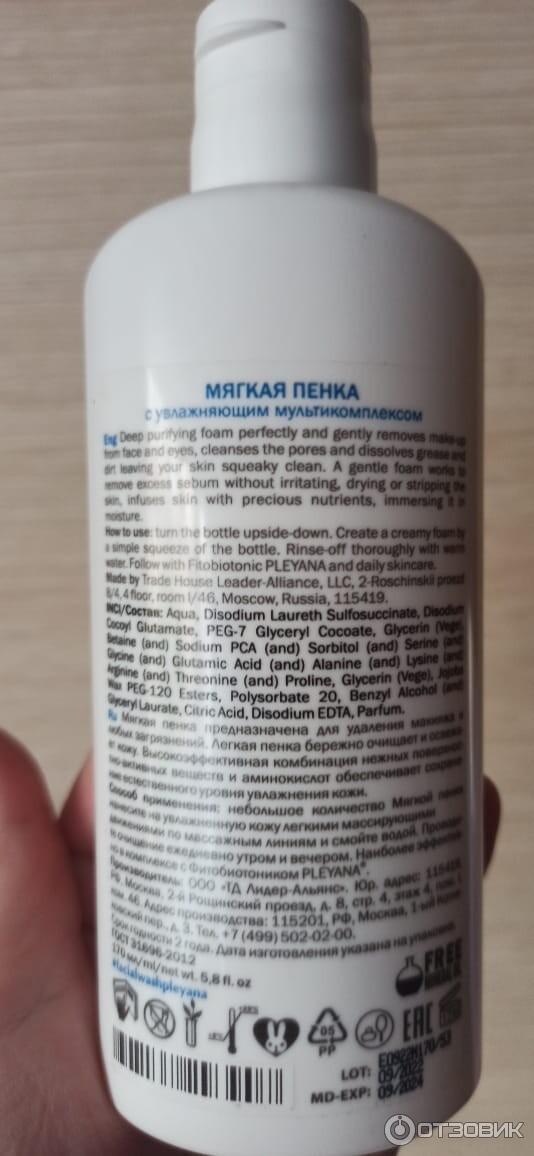 МЯГКАЯ ПЕНКА
с увлажняющим мультикомплексом
Eng Deep purifying foam perfectly and gently removes make-up
from face and eyes, cleanses the pores and dissolves grease and
dirt leaving your skin squeaky clean. A gentle foam works to
remove excess sebum without irritating, drying or stripping the
skin, infuses skin with precious nutrients, immersing it in
moisture.
How to use: turn the bottle upside-down. Create a creamy foam by
a simple squeeze of the bottle. Rinse-off thoroughly with warm
water. Follow with Fitobiotonic PLEYANA and daily skincare.
Made by Trade House Leader-Alliance, LLC, 2-Roschinskii proezd
8/4, 4 floor, room I/46, Moscow, Russia, 115419.
INCI/Состав: Aqua, Disodium Laureth Sulfosuccinate, Disodium
Cocoyl Glutamate, PEG-7 Glyceryl Cocoate, Glycerin (Vege),
Betaine (and) Sodium PCA (and) Sorbitol (and) Serine (and)
Glycine (and) Glutamic Acid (and) Alanine (and) Lysine (and)
Arginine (and) Threonine (and) Proline, Glycerin (Vege), Jojoba
Wax PEG-120 Esters, Polysorbate 20, Benzyl Alcohol (and)
Glyceryl Laurate, Citric Acid, Disodium EDTA, Parfum.
Ru Мягкая пенка предназначена для удаления макияжа и
любых загрязнений. Легкая пенка бережно очищает и освежа-
ет кожу. Высокоэффективная комбинация нежных поверхност-
но-активных веществ и аминокислот обеспечивает сохране-
ние естественного уровня увлажнения кожи.
Способ применения: небольшое количество Мягкой пенки
нанесите на увлажненную кожу легкими массирующими
движениями по массажным линиям и смойте водой. Проводи
те очищение ежедневно утром и вечером. Наиболее эффектив
но в комплексе с Фитобиотоником PLEYANA®.
Производитель: ООО «ТД Лидер-Альянс». Юр. адрес: 115419,
РФ, Москва, 2-й Рощинский проезд, д. 8, стр. 4, этаж 4, пом. I,
ком. 46. Адрес производства: 115201, РФ, Москва, 1-ый
пер., д. 3. Тел. +7 (499) 502-02-00.
Срок годности 2 года. Дата изготовления указана на упаковке.
ГОСТ 31696-2012
170 мл/ml/net wt. 5,8 fl. oz
#facialwashpleyana
FREE
05
PP
EAC
LOT: E0922M170/53
09/2022
MD-EXP: 09/2024
ОТЗОВИК